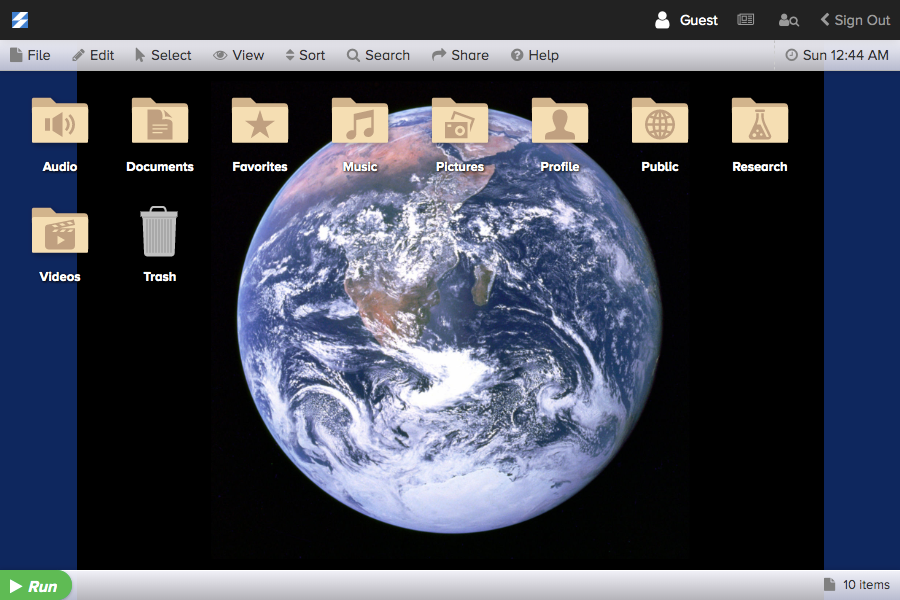 Guest Sign Out
File Edit Select View Sort Search Share Help Sun 12:44 AM
Audio Documents Favorites Music Pictures Profile Public Research
Videos Trash
Run 10 items